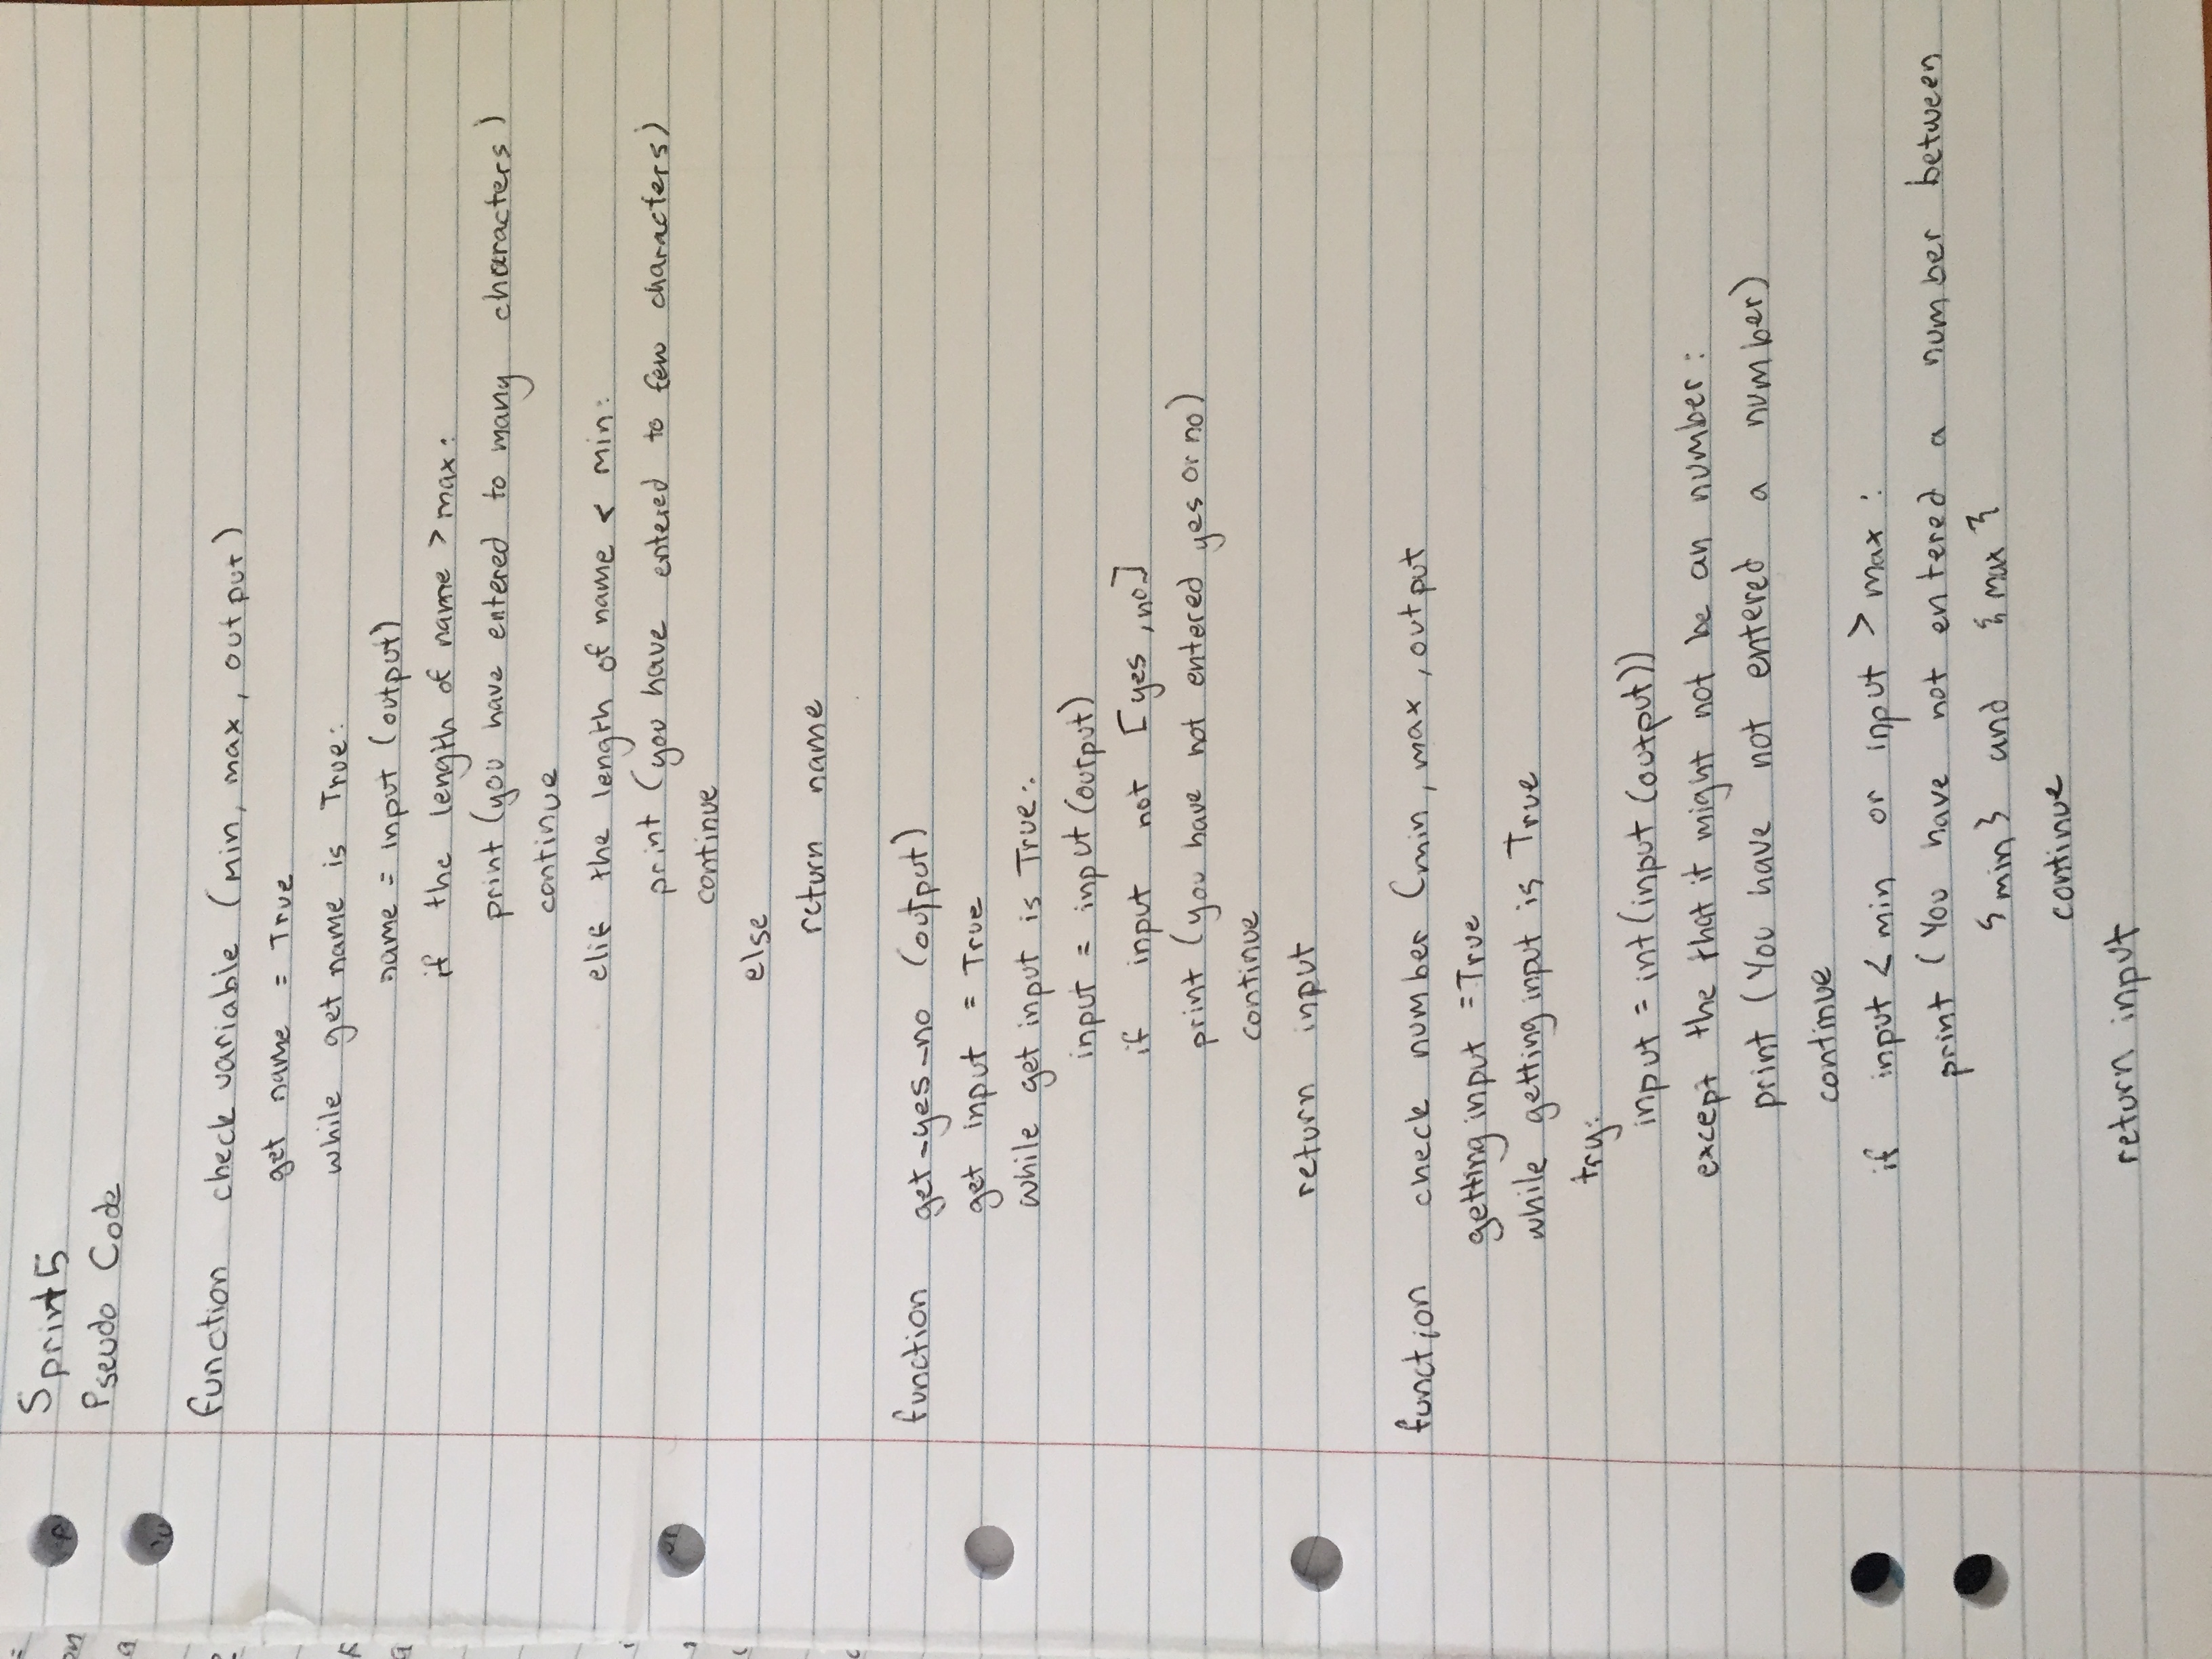 Sprint 5
Pseudo Code
function check variable (min, max, output)
get name = True
while get name is True:
name = input (output)
if the length of name > max:
print (you have entered to many characters)
continue
elif the length of name < min:
print (you have entered to few characters)
continue
else
return name
function get-yes-no (output)
get input = True
while get input is True:
input = input (output)
if input not [yes, no]
print (you have not entered yes or no)
continue
return input
function check number (min, max, output
getting input = True
while getting input is True
try:
input = int (input (output))
except the that it might not be an number:
print (You have not entered a number)
continue
if input < min or input > max:
print (You have not entered a number between
{min} and {max}
continue
return input